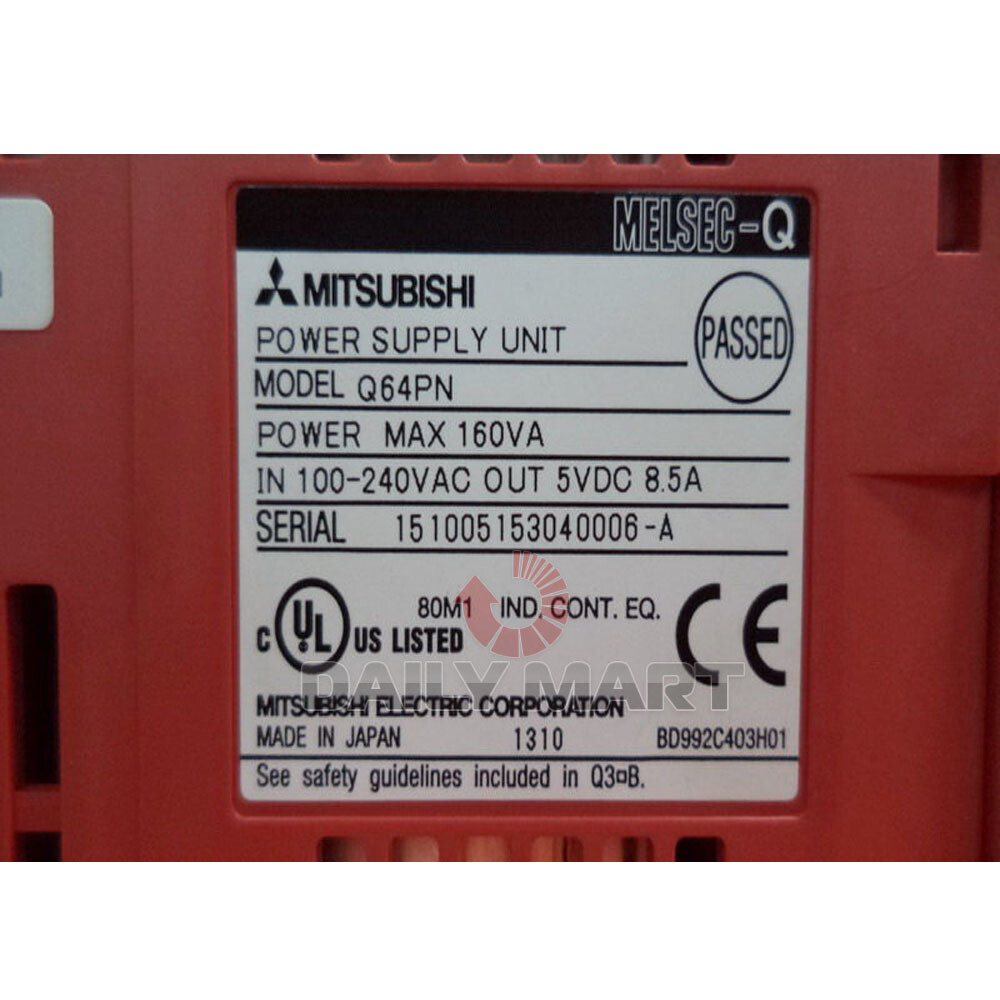 MELSEC-Q
MITSUBISHI
PASSED
POWER SUPPLY UNIT
MODEL Q64PN
POWER MAX 160VA
IN 100-240VAC OUT 5VDC 8.5A
SERIAL 151005153040006-A
80M1 IND. CONT. EQ.
C UL US LISTED
CE
DAILY MART
MITSUBISHI ELECTRIC CORPORATION
MADE IN JAPAN 1310 BD992C403H01
See safety guidelines included in Q3¤B.